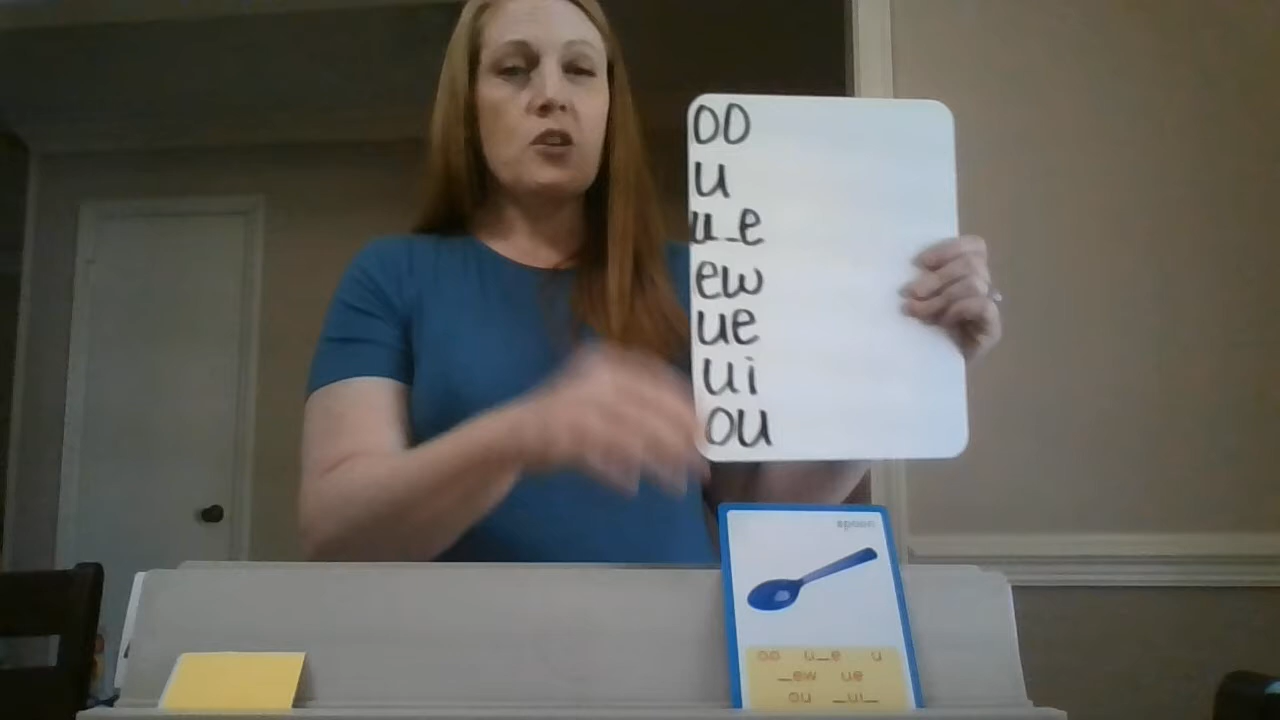 oo
u
u_e
ew
ue
ui
ou
spoon
oo u_e u
_ew ue
ou _ui_